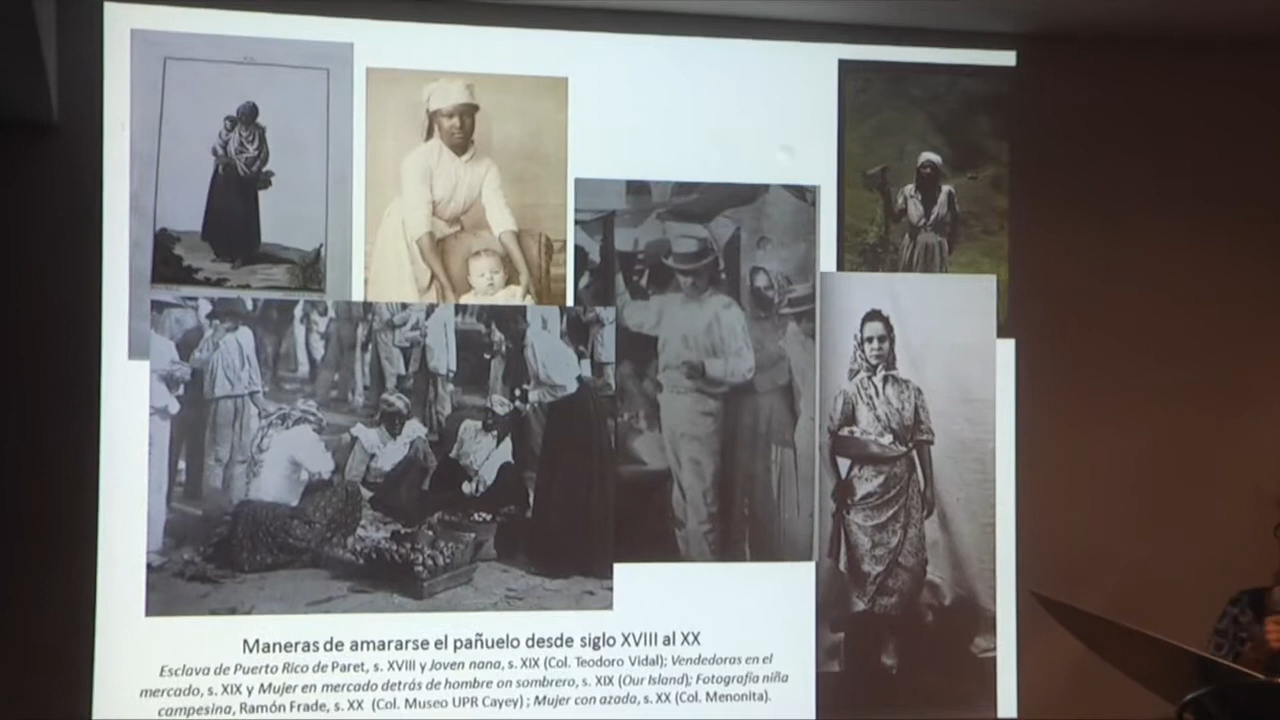 Maneras de amararse el pañuelo desde siglo XVIII al XX
Esclava de Puerto Rico de Paret, s. XVIII y Joven nana, s. XIX (Col. Teodoro Vidal); Vendedoras en el
mercado, s. XIX y Mujer en mercado detrás de hombre on sombrero, s. XIX (Our Island); Fotografía niña
campesina, Ramón Frade, s. XX (Col. Museo UPR Cayey) ; Mujer con azada, s. XX (Col. Menonita).